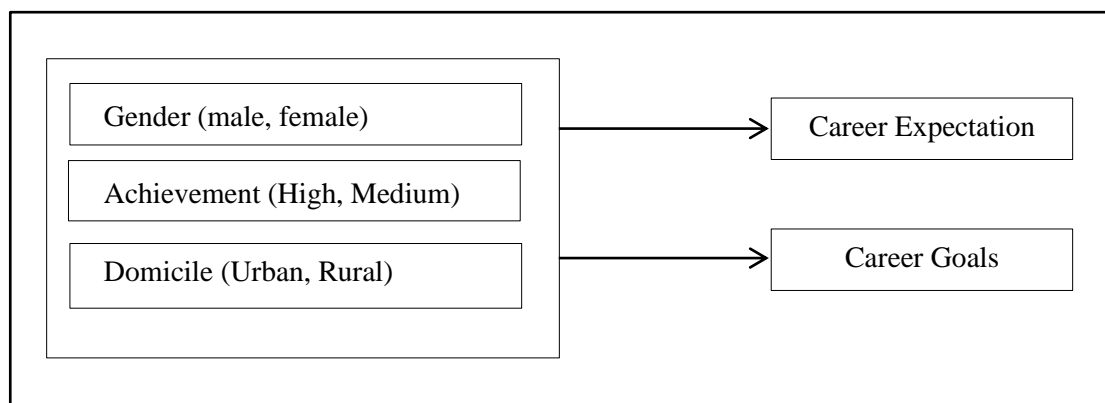 Gender (male, female)
Achievement (High, Medium)
Domicile (Urban, Rural)
Career Expectation
Career Goals